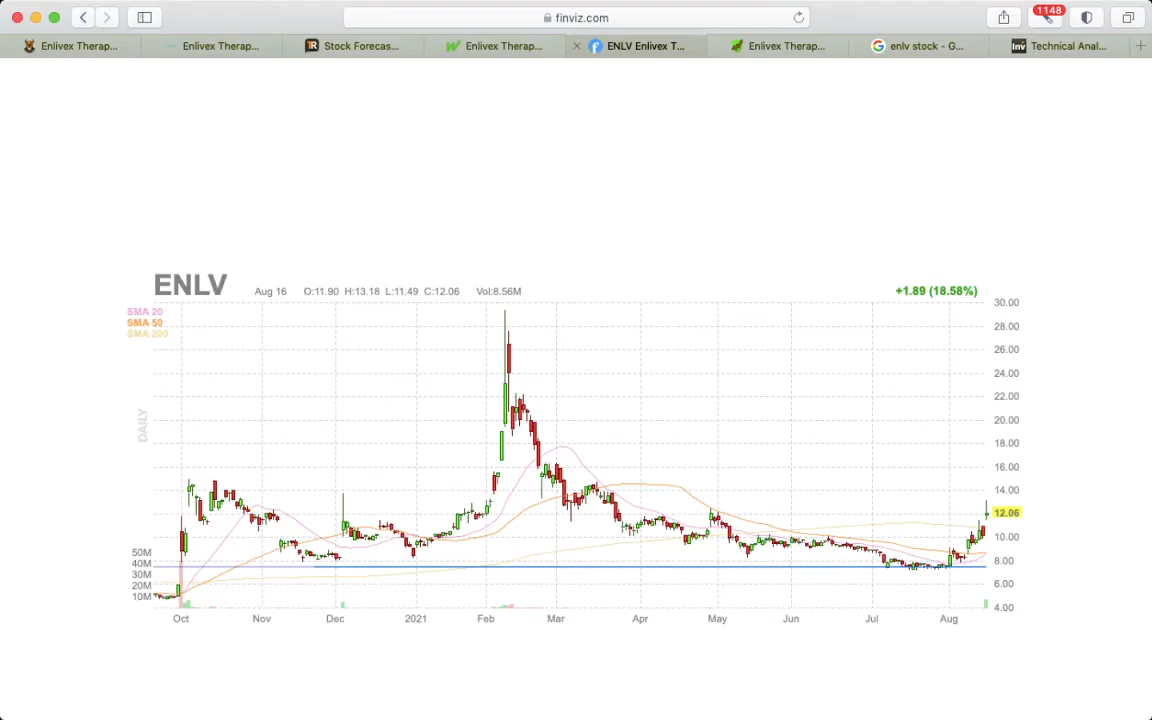 1148
finviz.com
Enlivex Therap...
Enlivex Therap...
TR Stock Forecas...
Enlivex Therap...
ENLV Enlivex T...
Enlivex Therap...
enlv stock - G...
Inv Technical Anal...
ENLV Aug 16 O:11.90 H:13.18 L:11.49 C:12.06 Vol:8.56M +1.89 (18.58%)
SMA 20
SMA 50
SMA 200
DAILY
30.00
28.00
26.00
24.00
22.00
20.00
18.00
16.00
14.00
12.06
10.00
8.00
6.00
4.00
50M
40M
30M
20M
10M
Oct Nov Dec 2021 Feb Mar Apr May Jun Jul Aug